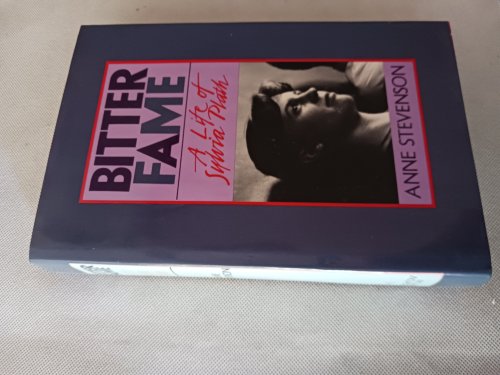 BITTER
FAME
A Life of
Sylvia Plath
ANNE STEVENSON